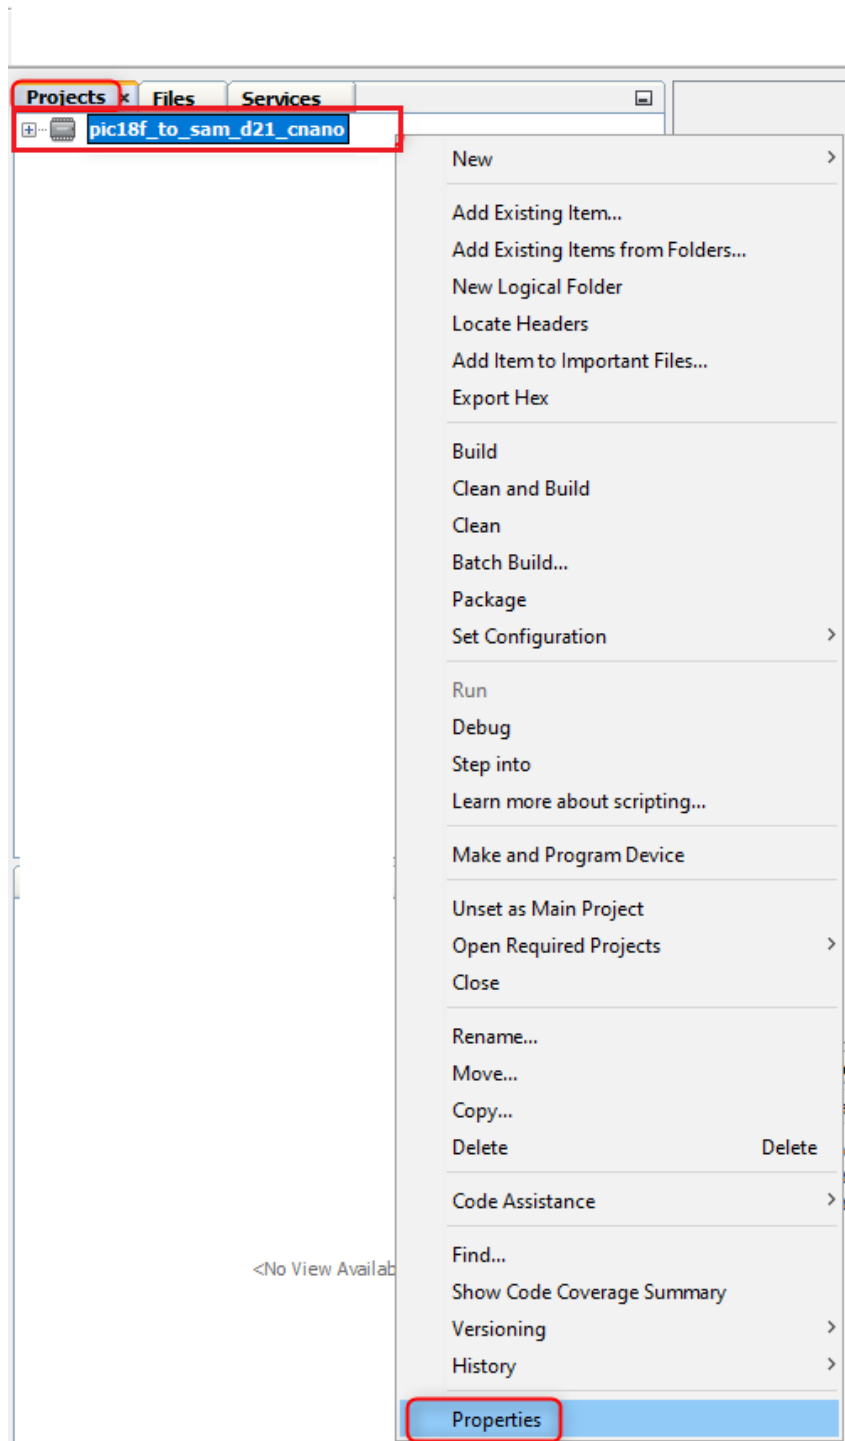 Projects × Files Services
pic18f_to_sam_d21_cnano
New
Add Existing Item...
Add Existing Items from Folders...
New Logical Folder
Locate Headers
Add Item to Important Files...
Export Hex
Build
Clean and Build
Clean
Batch Build...
Package
Set Configuration
Run
Debug
Step into
Learn more about scripting...
Make and Program Device
Unset as Main Project
Open Required Projects
Close
Rename...
Move...
Copy...
Delete Delete
Code Assistance
<No View Availab
Find...
Show Code Coverage Summary
Versioning
History
Properties